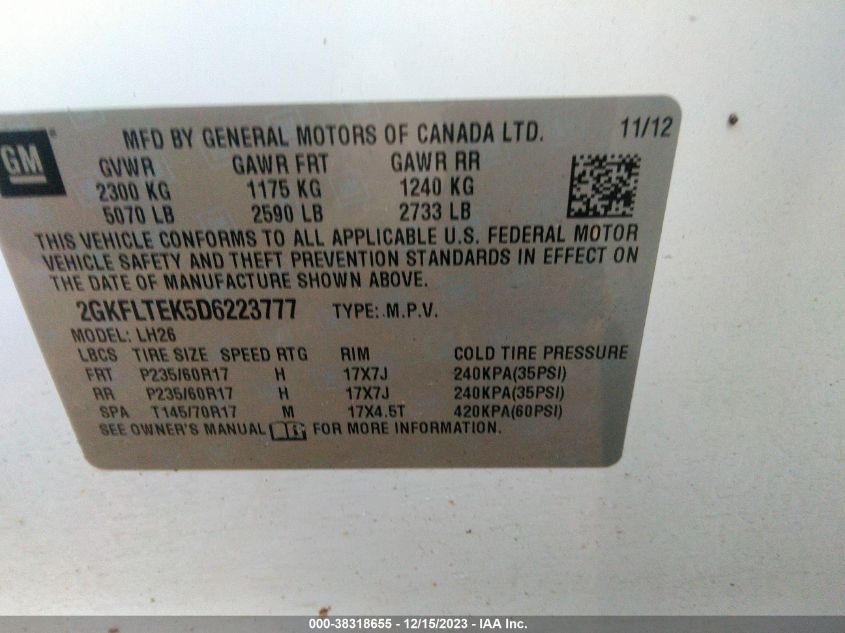 GM
MFD BY GENERAL MOTORS OF CANADA LTD. 11/12
GVWR GAWR FRT GAWR RR
2300 KG 1175 KG 1240 KG
5070 LB 2590 LB 2733 LB
THIS VEHICLE CONFORMS TO ALL APPLICABLE U.S. FEDERAL MOTOR
VEHICLE SAFETY AND THEFT PREVENTION STANDARDS IN EFFECT ON
THE DATE OF MANUFACTURE SHOWN ABOVE.
2GKFLTEK5D6223777 TYPE: M.P.V.
MODEL: LH26
LBCS TIRE SIZE SPEED RTG RIM COLD TIRE PRESSURE
FRT P235/60R17 H 17X7J 240KPA(35PSI)
RR P235/60R17 H 17X7J 240KPA(35PSI)
SPA T145/70R17 M 17X4.5T 420KPA(60PSI)
SEE OWNER'S MANUAL FOR MORE INFORMATION.
000-38318655 - 12/15/2023 - IAA Inc.